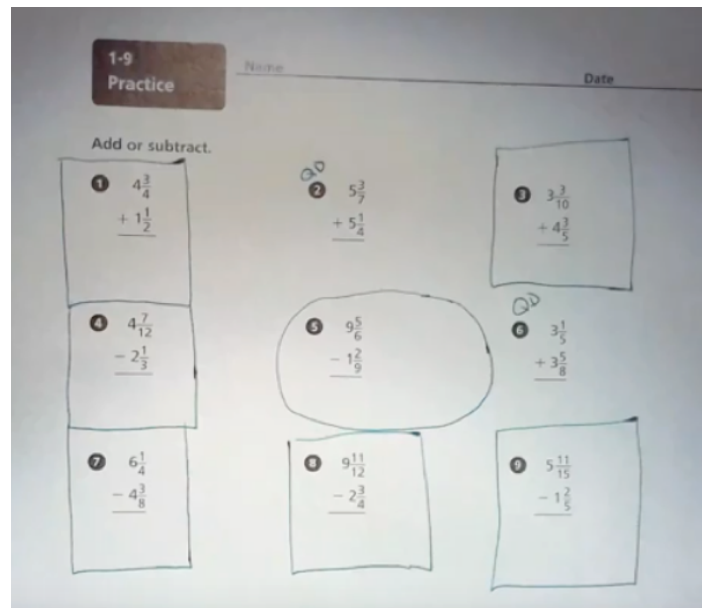 1-9
Practice
Name
Date
Add or subtract.
1 4 3/4
+ 1 1/2
QD
2 5 3/7
+ 5 1/4
3 3 3/10
+ 4 3/5
4 4 7/12
- 2 1/3
5 9 5/6
- 1 2/9
QD
6 3 1/5
+ 3 5/8
7 6 1/4
- 4 3/8
8 9 11/12
- 2 3/4
9 5 11/15
- 1 2/5